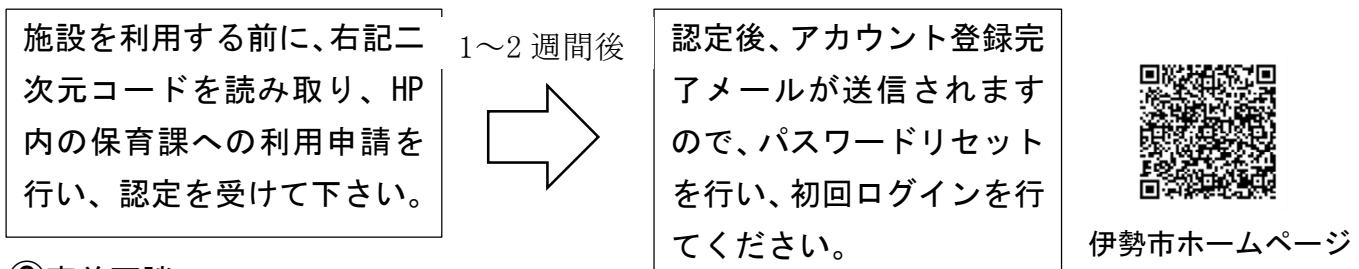 施設を利用する前に、右記二
次元コードを読み取り、HP
内の保育課への利用申請を
行い、認定を受けて下さい。
1～2 週間後
認定後、アカウント登録完
了メールが送信されます
ので、パスワードリセット
を行い、初回ログインを行
てください。
伊勢市ホームページ